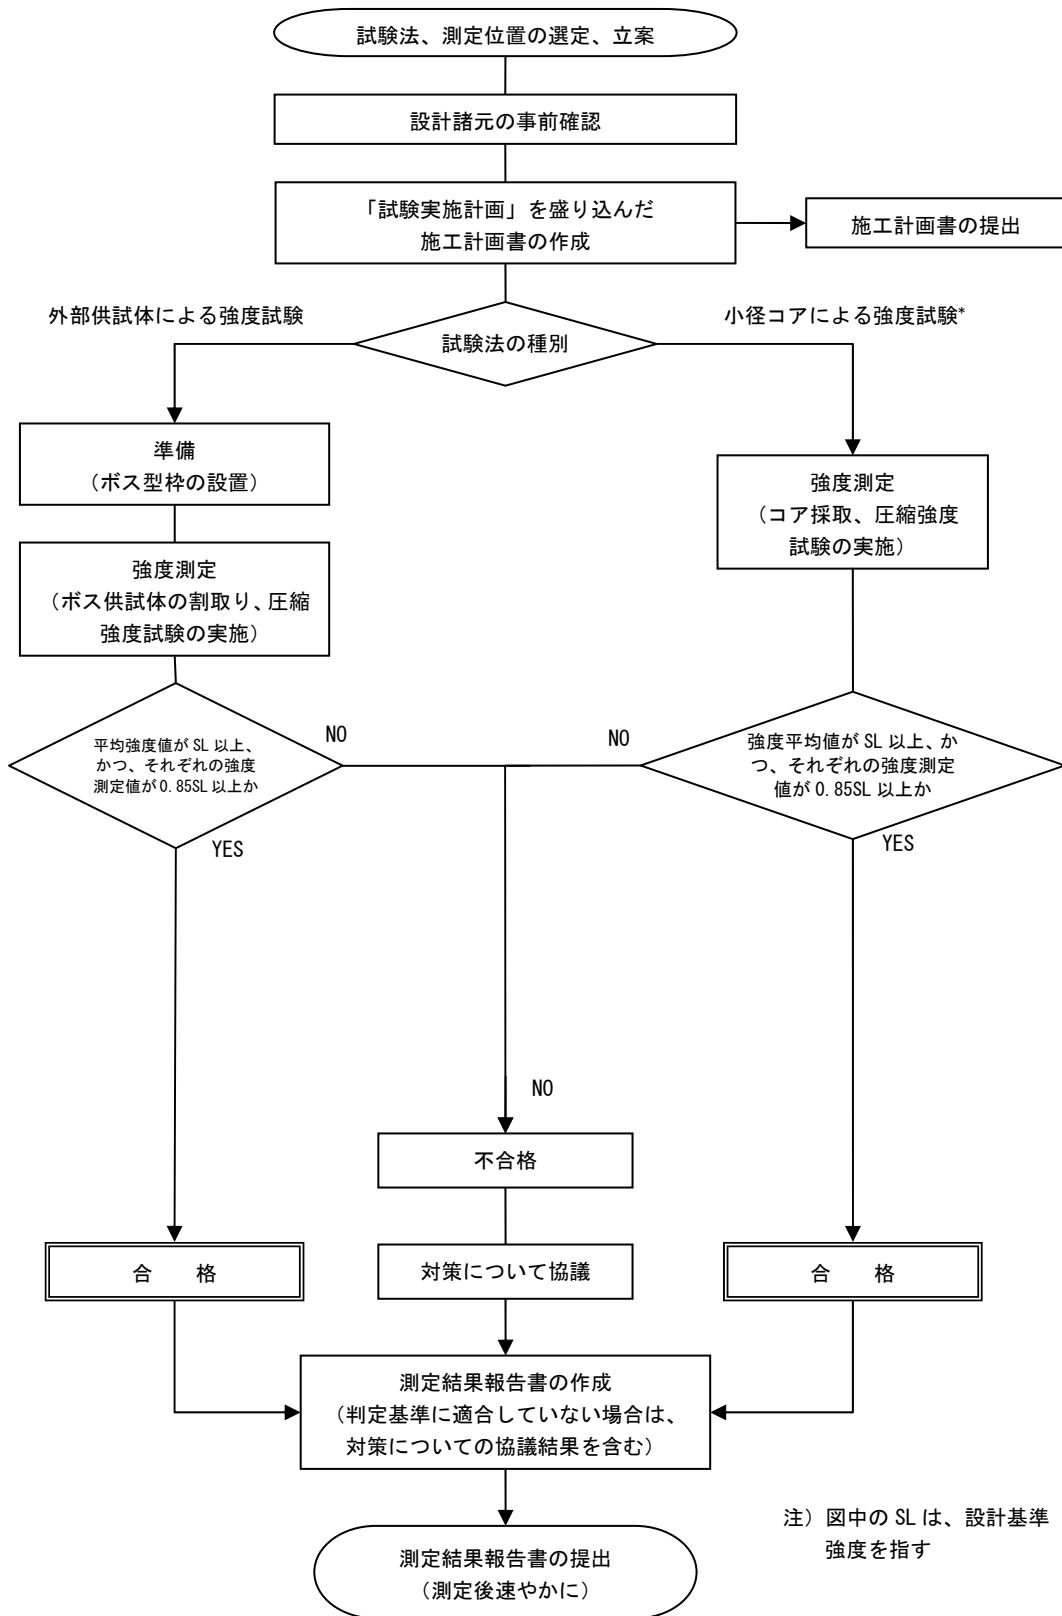 試験法、測定位置の選定、立案
設計諸元の事前確認
「試験実施計画」を盛り込んだ
施工計画書の作成
施工計画書の提出
外部供試体による強度試験
小径コアによる強度試験*
試験法の種別
準備
（ボス型枠の設置）
強度測定
（コア採取、圧縮強度
試験の実施）
強度測定
（ボス供試体の割取り、圧縮
強度試験の実施）
平均強度値が SL 以上、
かつ、それぞれの強度
測定値が 0.85SL 以上か
NO
NO
強度平均値が SL 以上、か
つ、それぞれの強度測定
値が 0.85SL 以上か
YES
YES
NO
不合格
合　　格
対策について協議
合　　格
測定結果報告書の作成
（判定基準に適合していない場合は、
対策についての協議結果を含む）
注）図中の SL は、設計基準
強度を指す
測定結果報告書の提出
（測定後速やかに）